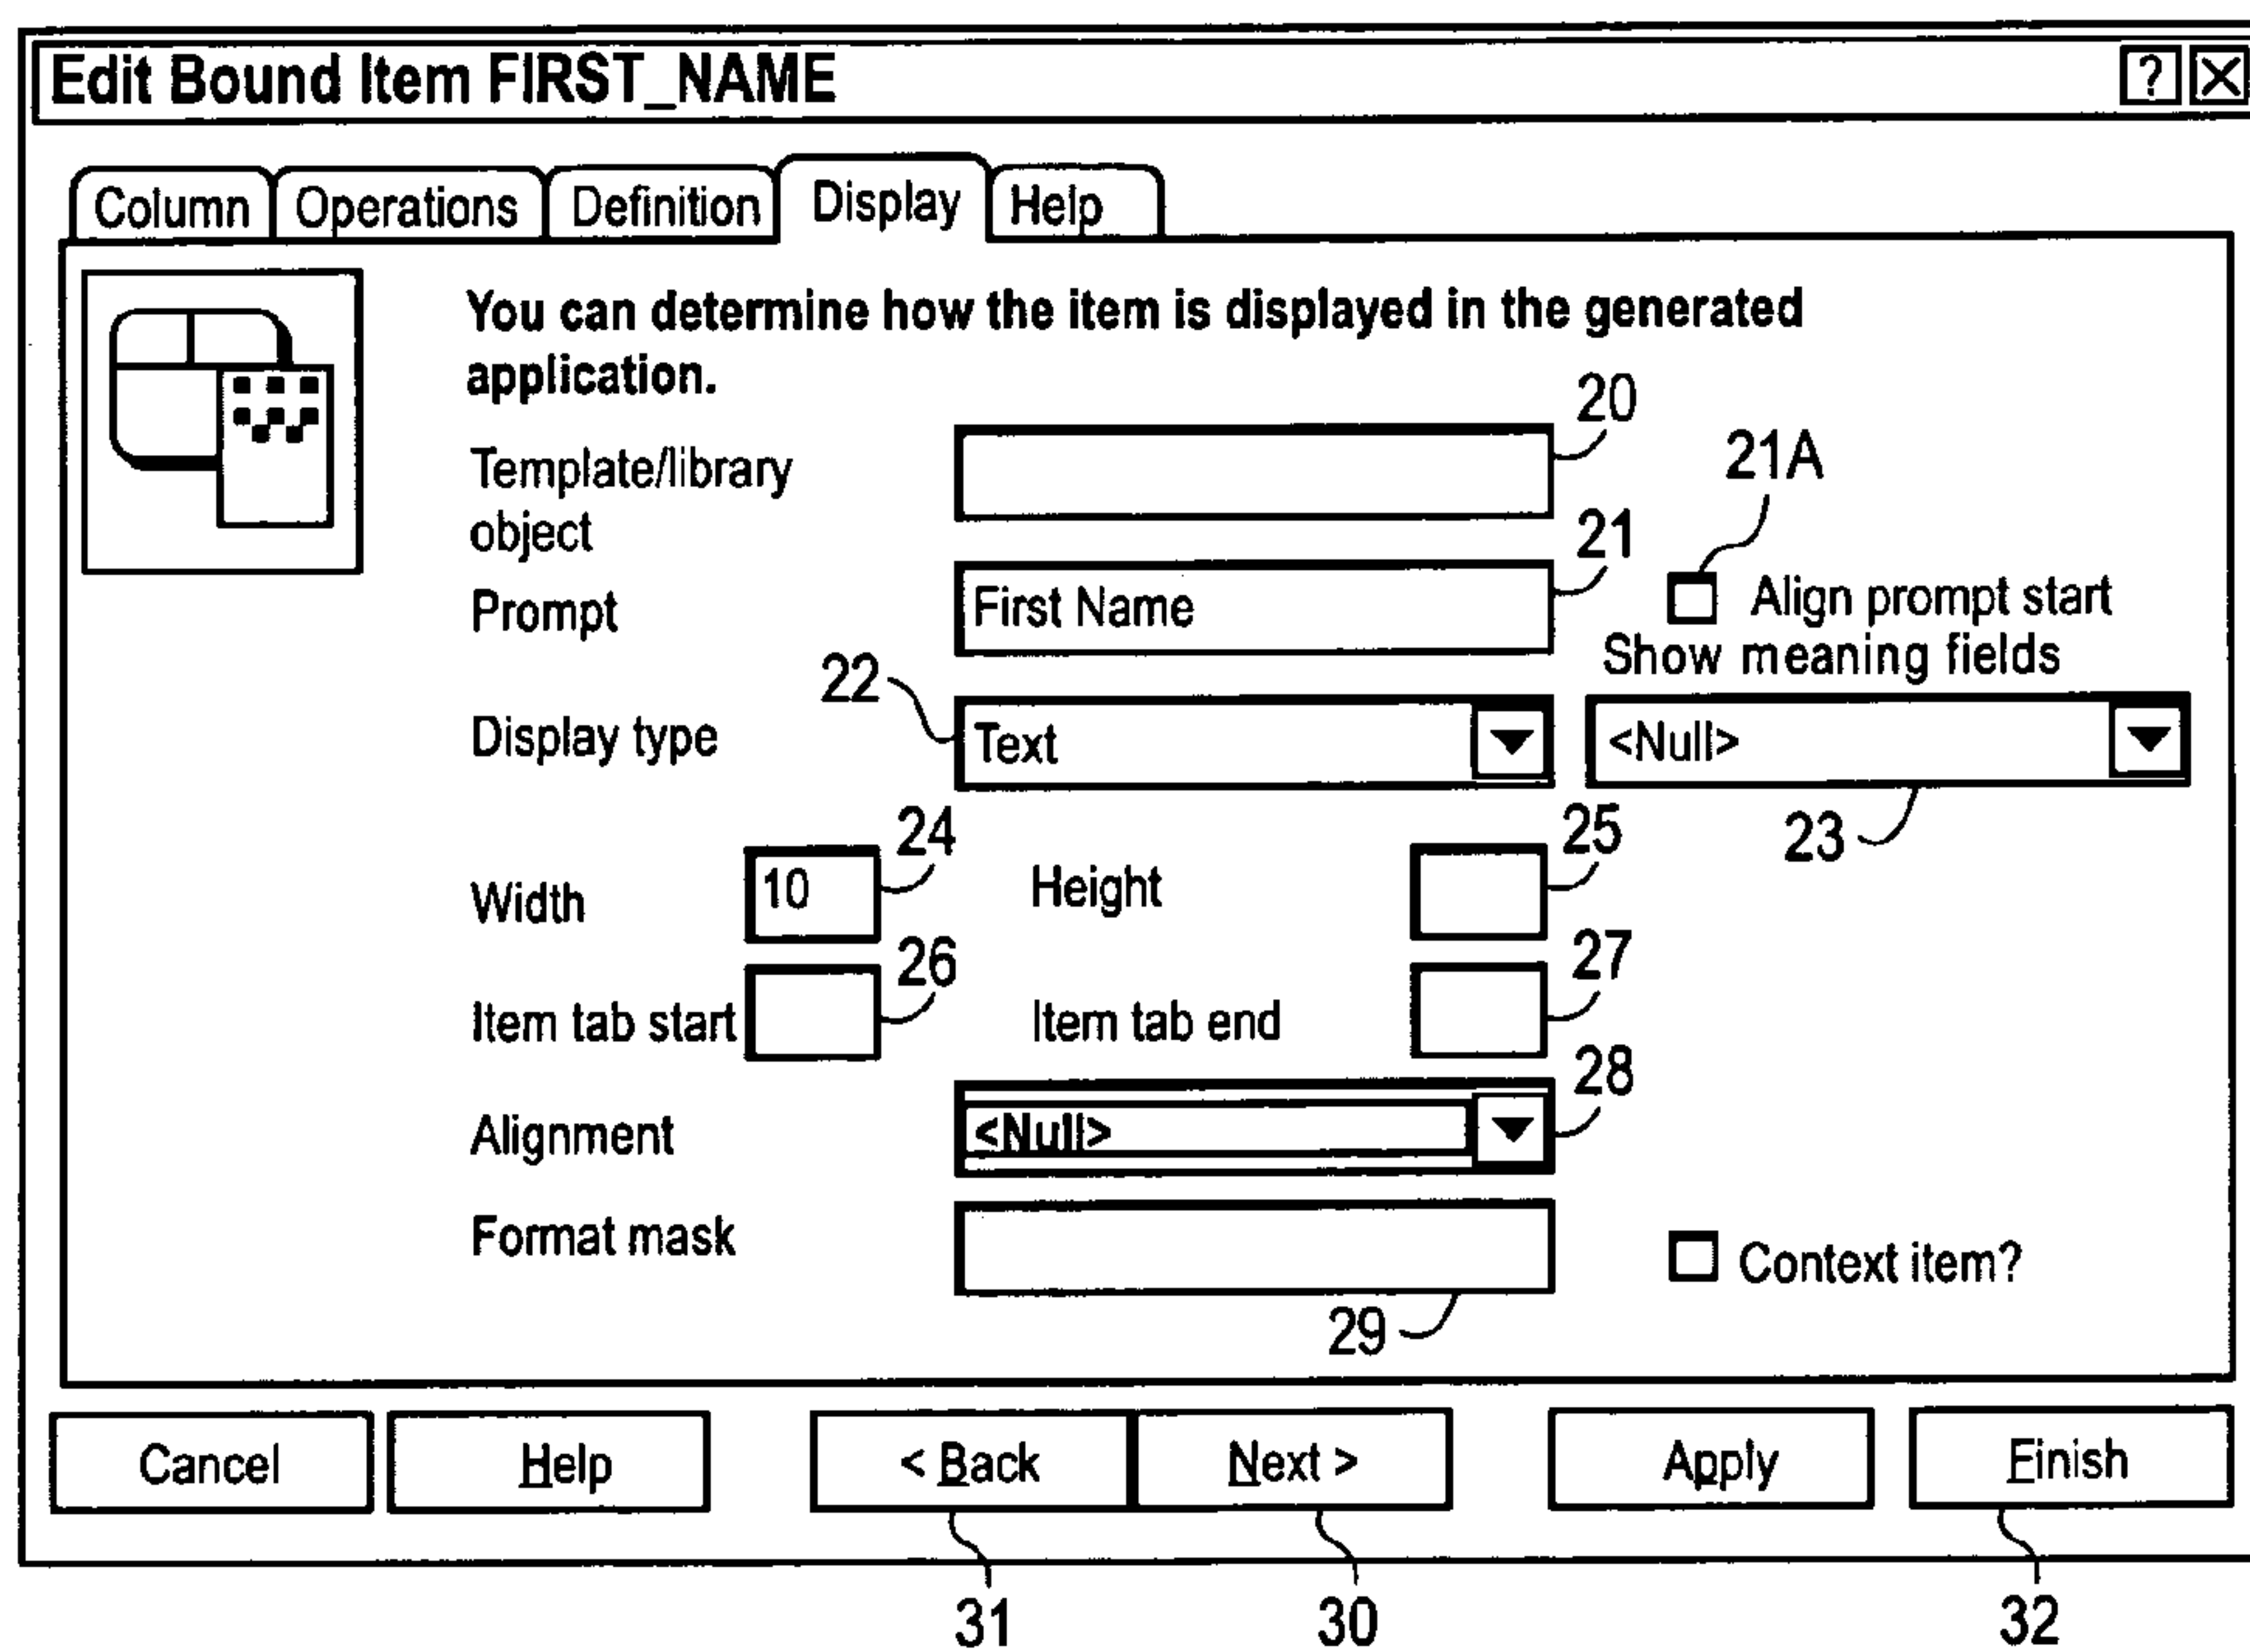 Edit Bound Item FIRST_NAME ? X
Column Operations Definition Display Help
You can determine how the item is displayed in the generated
application.
20
Template/library
object
21A
21
Prompt First Name Align prompt start
Show meaning fields
22
Display type Text <Null>
23
24 25
Width 10 Height
26 27
Item tab start Item tab end
28
Alignment <Null>
Format mask Context item?
29
Cancel Help < Back Next > Apply Finish
31 30 32